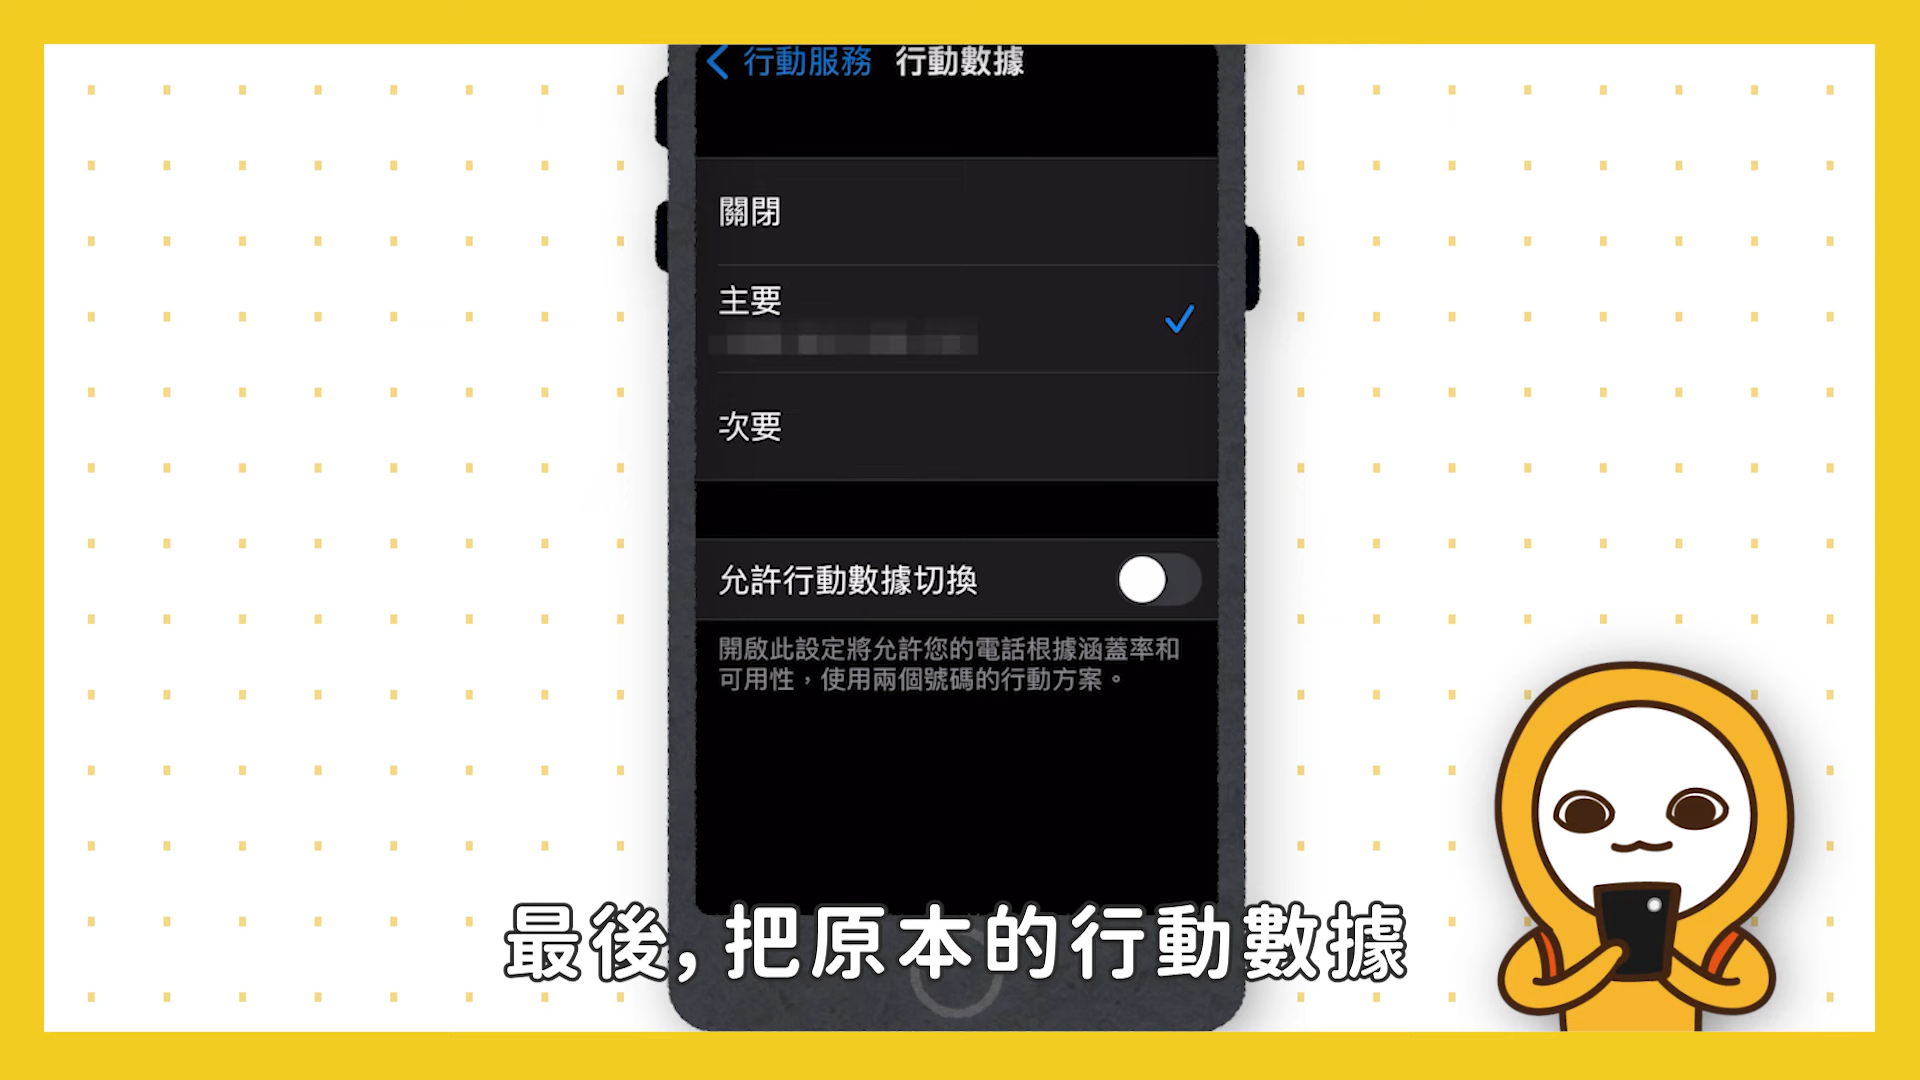 行動服務 行動數據
關閉
主要
次要
允許行動數據切換
開啟此設定將允許您的電話根據涵蓋率和
可用性，使用兩個號碼的行動方案。
最後,把原本的行動數據